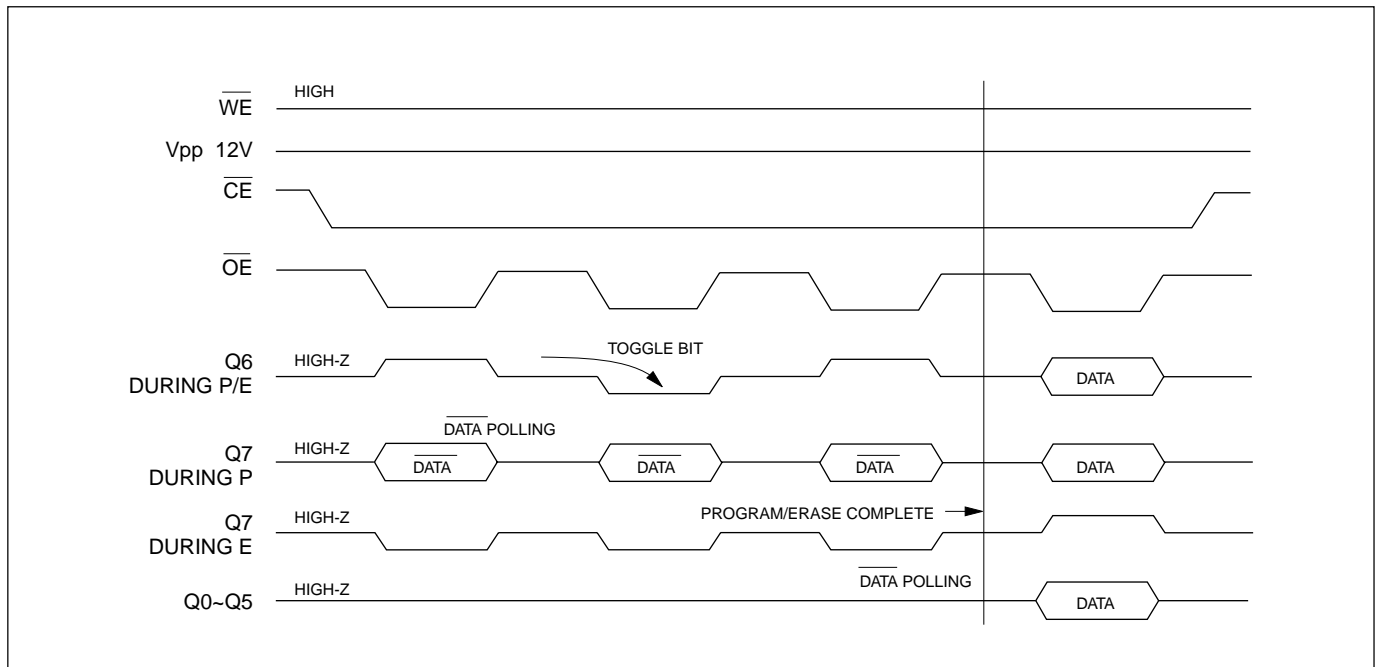 HIGH
WE
Vpp 12V
CE
OE
TOGGLE BIT
Q6 HIGH-Z
DURING P/E DATA
DATA POLLING
Q7 HIGH-Z
DURING P DATA DATA DATA DATA
PROGRAM/ERASE COMPLETE
Q7 HIGH-Z
DURING E
DATA POLLING
Q0~Q5 HIGH-Z DATA